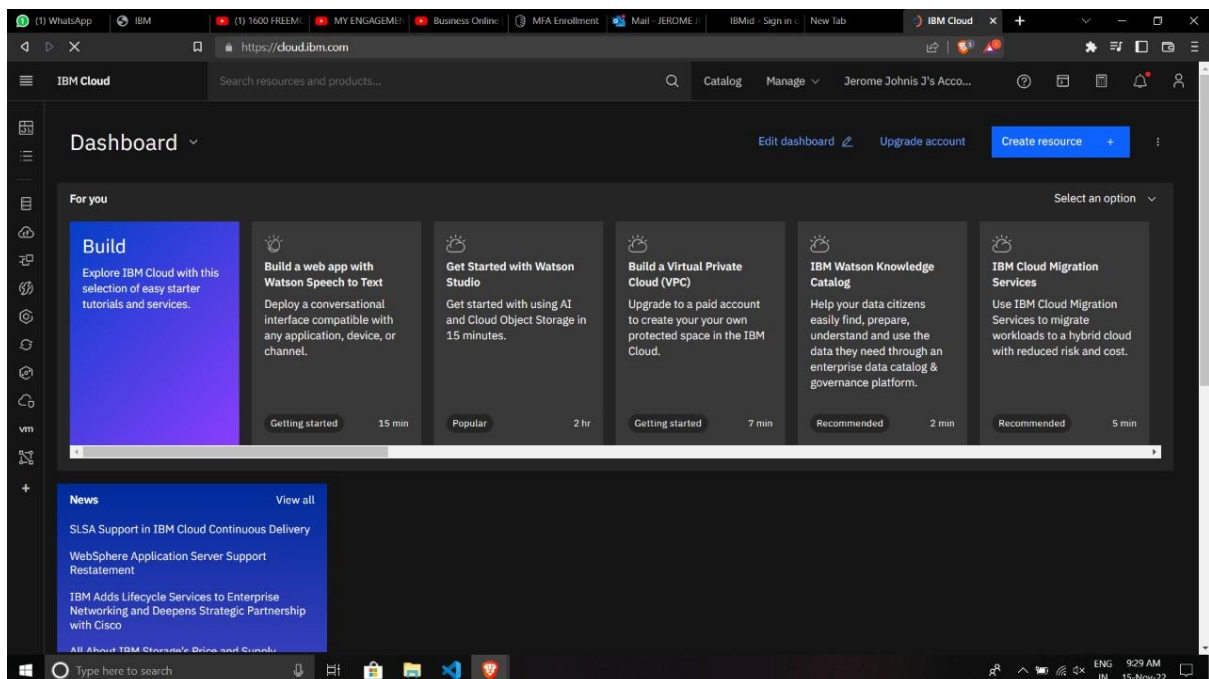 (1) WhatsApp
IBM
(1) 1600 FREEMC
MY ENGAGEMEN
Business Online
MFA Enrollment
Mail - JEROME J
IBMid - Sign in o
New Tab
IBM Cloud
https://cloud.ibm.com
IBM Cloud
Search resources and products...
Catalog
Manage
Jerome Johnis J's Acco...
Dashboard
Edit dashboard
Upgrade account
Create resource +
For you
Select an option
Build
Explore IBM Cloud with this
selection of easy starter
tutorials and services.
Build a web app with
Watson Speech to Text
Deploy a conversational
interface compatible with
any application, device, or
channel.
Getting started 15 min
Get Started with Watson
Studio
Get started with using AI
and Cloud Object Storage in
15 minutes.
Popular 2 hr
Build a Virtual Private
Cloud (VPC)
Upgrade to a paid account
to create your your own
protected space in the IBM
Cloud.
Getting started 7 min
IBM Watson Knowledge
Catalog
Help your data citizens
easily find, prepare,
understand and use the
data they need through an
enterprise data catalog &
governance platform.
Recommended 2 min
IBM Cloud Migration
Services
Use IBM Cloud Migration
Services to migrate
workloads to a hybrid cloud
with reduced risk and cost.
Recommended 5 min
vm
News View all
SLSA Support in IBM Cloud Continuous Delivery
WebSphere Application Server Support
Restatement
IBM Adds Lifecycle Services to Enterprise
Networking and Deepens Strategic Partnership
with Cisco
All About IBM Storage's Price and Supply
Type here to search
ENG
IN
9:29 AM
15-Nov-22